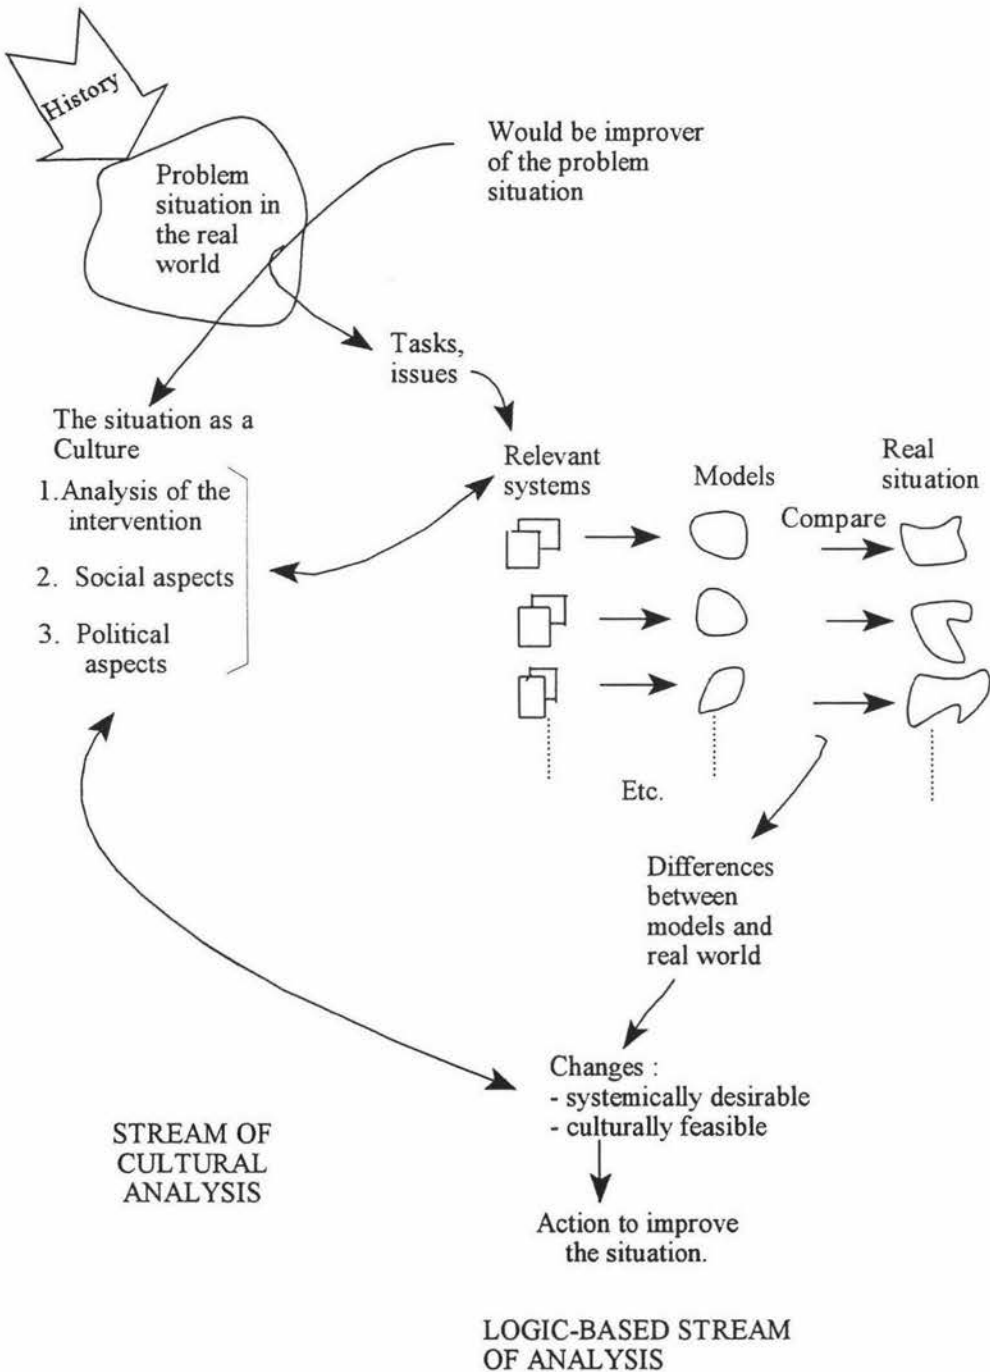 History
Would be improver
of the problem
situation
Problem
situation in
the real
world
Tasks,
issues
The situation as a
Culture
1.Analysis of the
intervention
2. Social aspects
3. Political
aspects
Relevant
systems
Models
Real
situation
Compare
Etc.
Differences
between
models and
real world
Changes :
- systemically desirable
- culturally feasible
Action to improve
the situation.
STREAM OF
CULTURAL
ANALYSIS
LOGIC-BASED STREAM
OF ANALYSIS